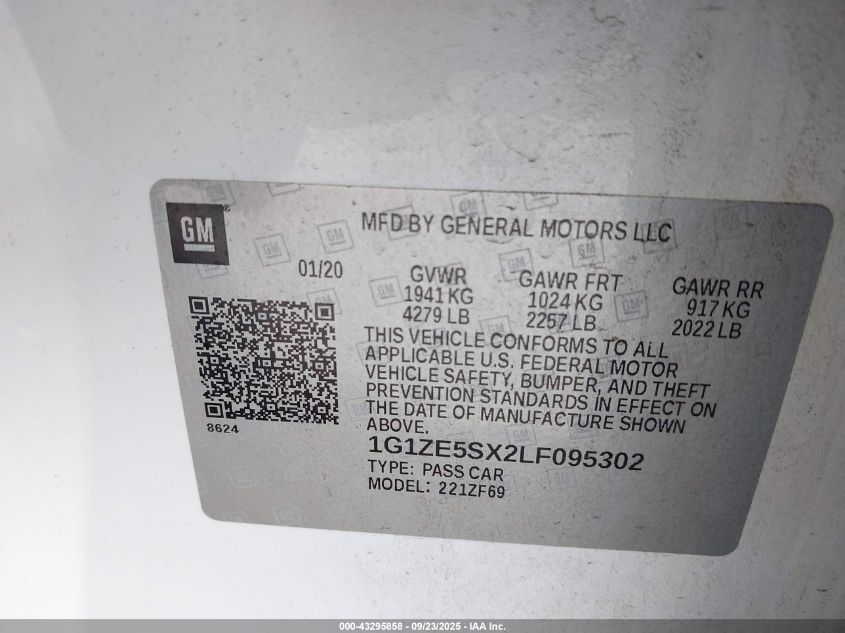 GM®
MFD BY GENERAL MOTORS LLC
01/20
GVWR
1941 KG
4279 LB
GAWR FRT
1024 KG
2257 LB
GAWR RR
917 KG
2022 LB
THIS VEHICLE CONFORMS TO ALL
APPLICABLE U.S. FEDERAL MOTOR
VEHICLE SAFETY, BUMPER, AND THEFT
PREVENTION STANDARDS IN EFFECT ON
THE DATE OF MANUFACTURE SHOWN
ABOVE.
8624
1G1ZE5SX2LF095302
TYPE: PASS CAR
MODEL: 221ZF69
000-43295858 - 09/23/2025 - IAA Inc.